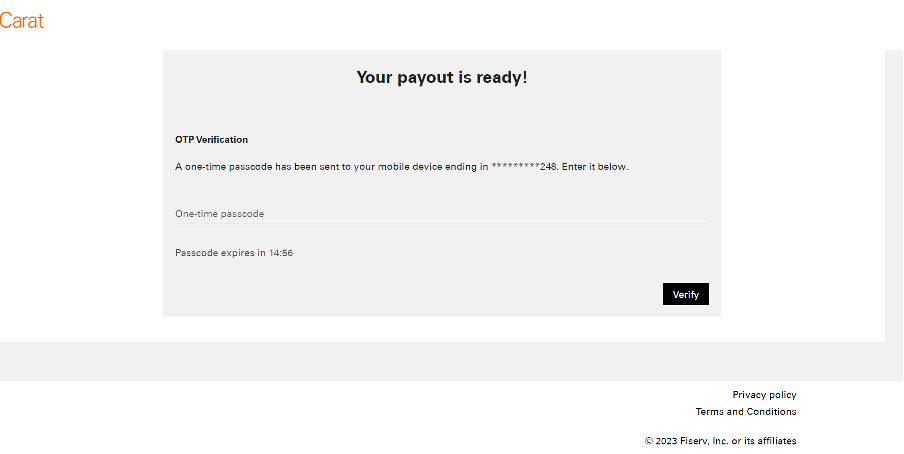 Carat
Your payout is ready!
OTP Verification
A one-time passcode has been sent to your mobile device ending in *********248. Enter it below.
One-time passcode
Passcode expires in 14:56
Verify
Privacy policy
Terms and Conditions
© 2023 Fiserv, Inc. or its affiliates